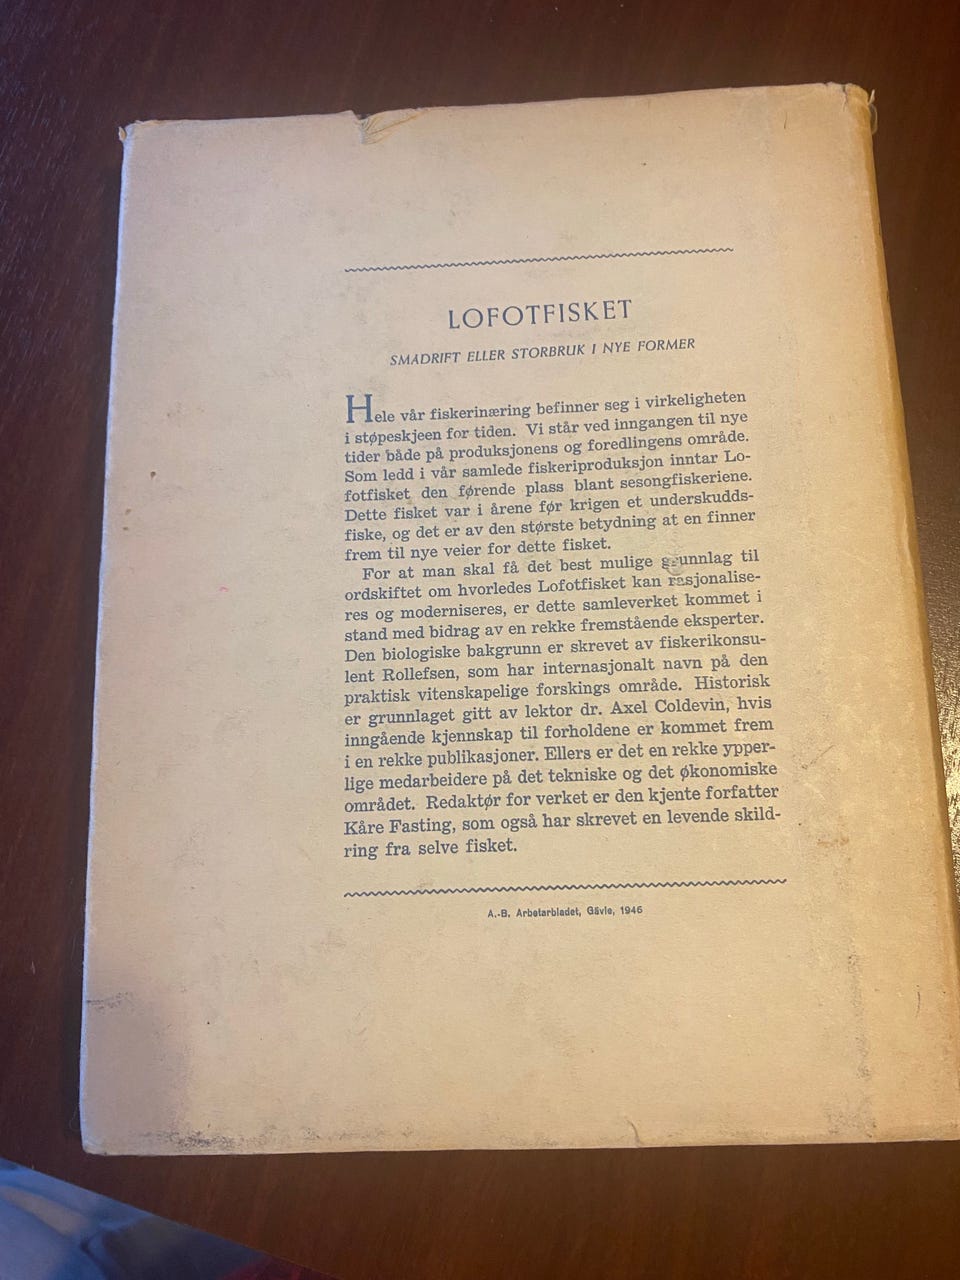 LOFOTFISKET
SMADRIFT ELLER STORBRUK I NYE FORMER
Hele vår fiskerinæring befinner seg i virkeligheten
i støpeskjeen for tiden. Vi står ved inngangen til nye
tider både på produksjonens og foredlingens område.
Som ledd i vår samlede fiskeriproduksjon inntar Lo-
fotfisket den førende plass blant sesongfiskeriene.
Dette fisket var i årene før krigen et underskudds-
fiske, og det er av den største betydning at en finner
frem til nye veier for dette fisket.
For at man skal få det best mulige grunnlag til
ordskiftet om hvorledes Lofotfisket kan rasjonalise-
res og moderniseres, er dette samleverket kommet i
stand med bidrag av en rekke fremstående eksperter.
Den biologiske bakgrunn er skrevet av fiskerikonsu-
lent Rollefsen, som har internasjonalt navn på den
praktisk vitenskapelige forskings område. Historisk
er grunnlaget gitt av lektor dr. Axel Coldevin, hvis
inngående kjennskap til forholdene er kommet frem
i en rekke publikasjoner. Ellers er det en rekke ypper-
lige medarbeidere på det tekniske og det økonomiske
området. Redaktør for verket er den kjente forfatter
Kåre Fasting, som også har skrevet en levende skild-
ring fra selve fisket.
A.-B. Arbetarbladet, Gävle, 1946